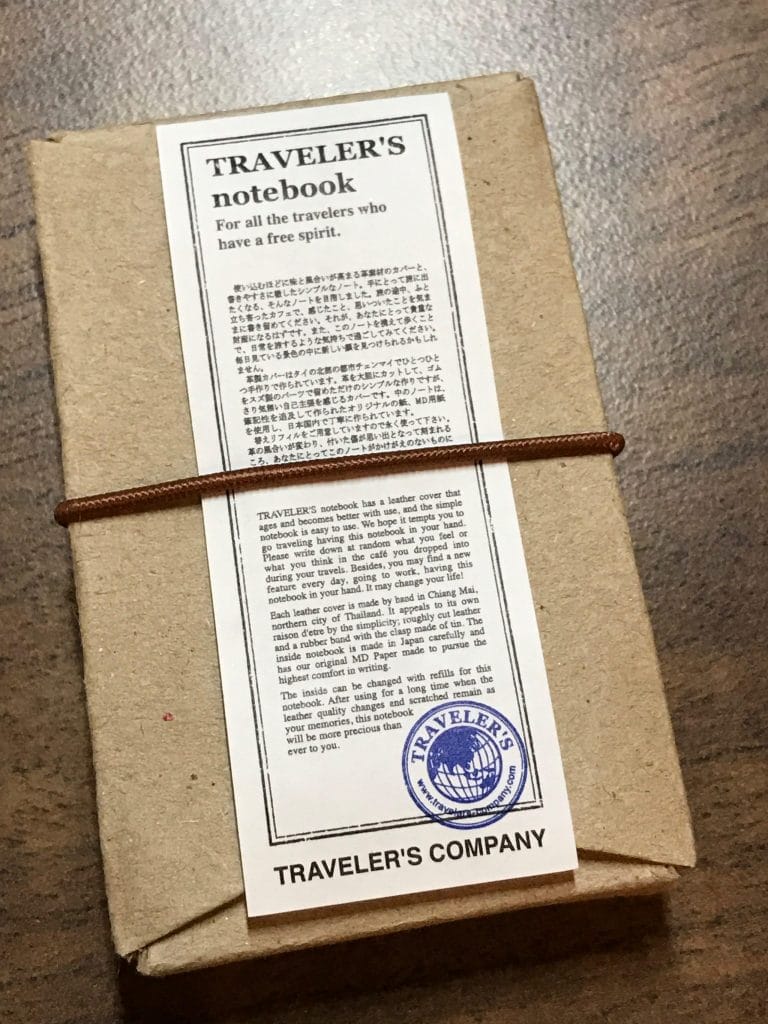 TRAVELER'S
notebook
For all the travelers who
have a free spirit.
使い込むほどに味と風合いが高まる革素材のカバーと、
書きやすさに徹したシンプルなノート。手にとって旅に出
たくなる、そんなノートを目指しました。旅の途中、ふと
立ち寄ったカフェで、感じたこと、思いついたことを気ま
まに書き留めてください。それが、あなたにとって貴重な
財産になるはずです。また、このノートを携えて歩くこと
で、日常を旅するような気持ちで過ごしてみてください。
毎日見ている景色の中に新しい顔を見つけられるかもしれ
ません。
革製カバーはタイの北部の都市チェンマイでひとつひと
つ手作りで作られています。革を大胆にカットして、ゴム
をスズ製のパーツで留めただけのシンプルな作りですが、
さり気無い自己主張を感じるカバーです。中のノートは、
筆記性を追及して作られたオリジナルの紙、MD用紙
を使用し、日本国内で丁寧に作られています。
替えリフィルをご用意していますので永く使って下さい。
革の風合いが変わり、付いた傷が思い出となって刻まれる
ころ、あなたにとってこのノートがかけがえのないものに
TRAVELER'S notebook has a leather cover that
ages and becomes better with use, and the simple
notebook is easy to use. We hope it tempts you to
go traveling having this notebook in your hand.
Please write down at random what you feel or
what you think in the café you dropped into
during your travels. Besides, you may find a new
feature every day, going to work, having this
notebook in your hand. It may change your life!
Each leather cover is made by hand in Chiang Mai,
northern city of Thailand. It appeals to its own
raison d'etre by the simplicity; roughly cut leather
and a rubber band with the clasp made of tin. The
inside notebook is made in Japan carefully and
has our original MD Paper made to pursue the
highest comfort in writing.
The inside can be changed with refills for this
notebook. After using for a long time when the
leather quality changes and scratched remain as
your memories, this notebook
will be more precious than
ever to you.
TRAVELER'S
www.travelers-company.com
TRAVELER'S COMPANY